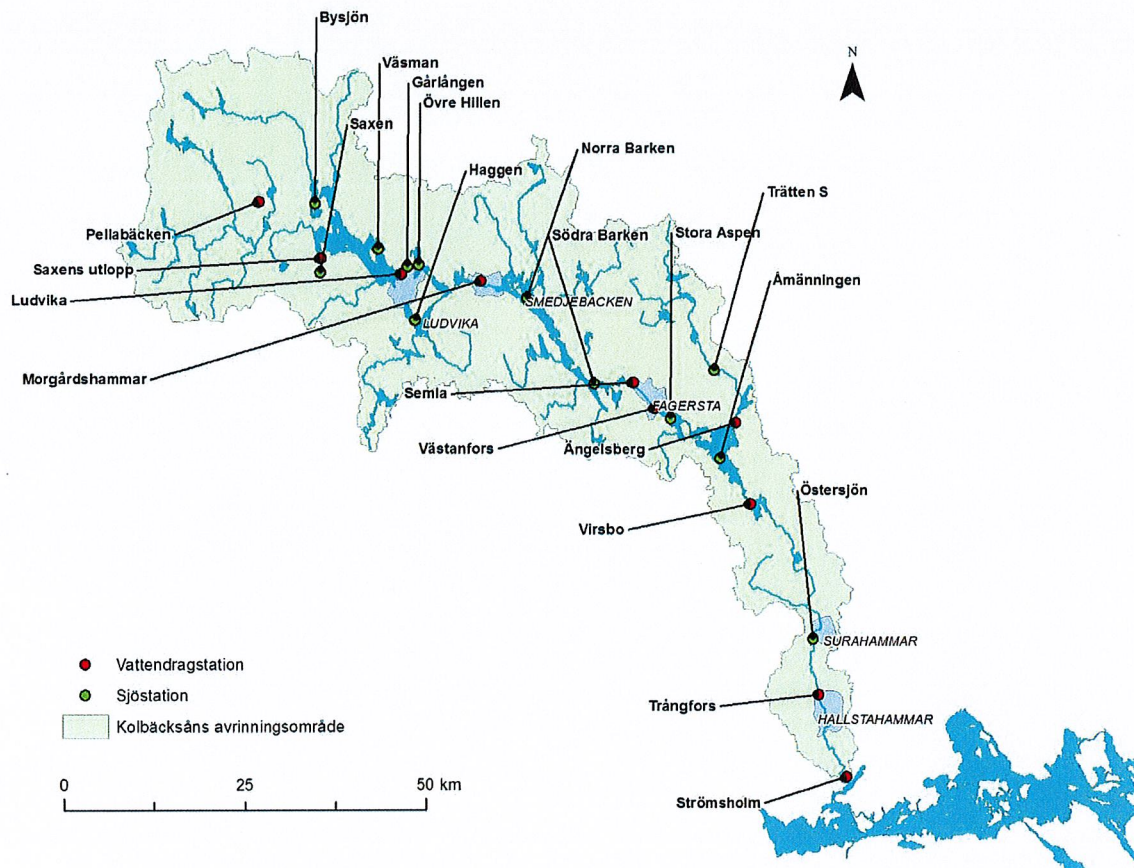 Bysjön
N
Väsman
Gårlången
Övre Hillen
Saxen
Norra Barken
Haggen
Trätten S
Pellabäcken
Södra Barken
Stora Aspen
Saxens utlopp
Åmänningen
Ludvika
SMEDJEBACKEN
LUDVIKA
Morgårdshammar
Semla
FAGERSTA
Västanfors
Ängelsberg
Östersjön
Virsbo
SURAHAMMAR
Vattendragstation
Sjöstation
Trångfors
HALLSTAHAMMAR
Kolbäcksåns avrinningsområde
0 25 50 km
Strömsholm